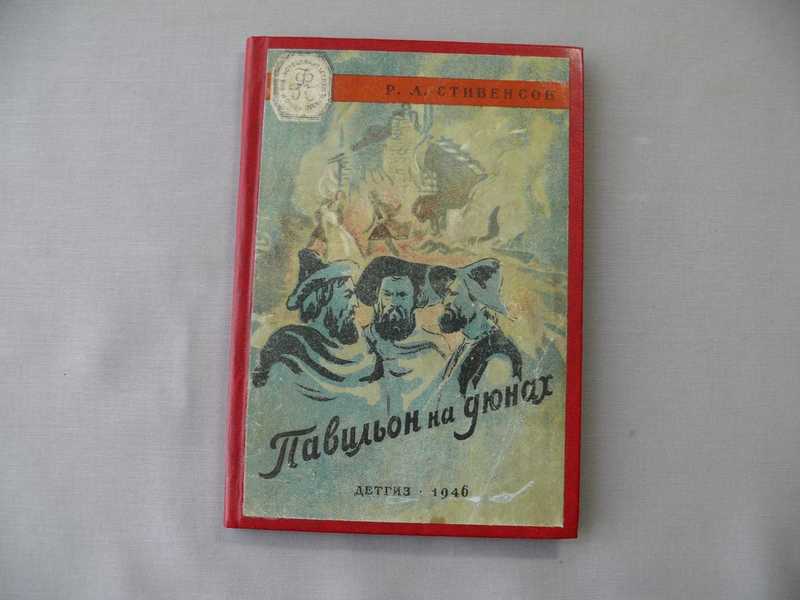 Р. Л. СТИВЕНСОН
Павильон на дюнах
ДЕТГИЗ · 1946